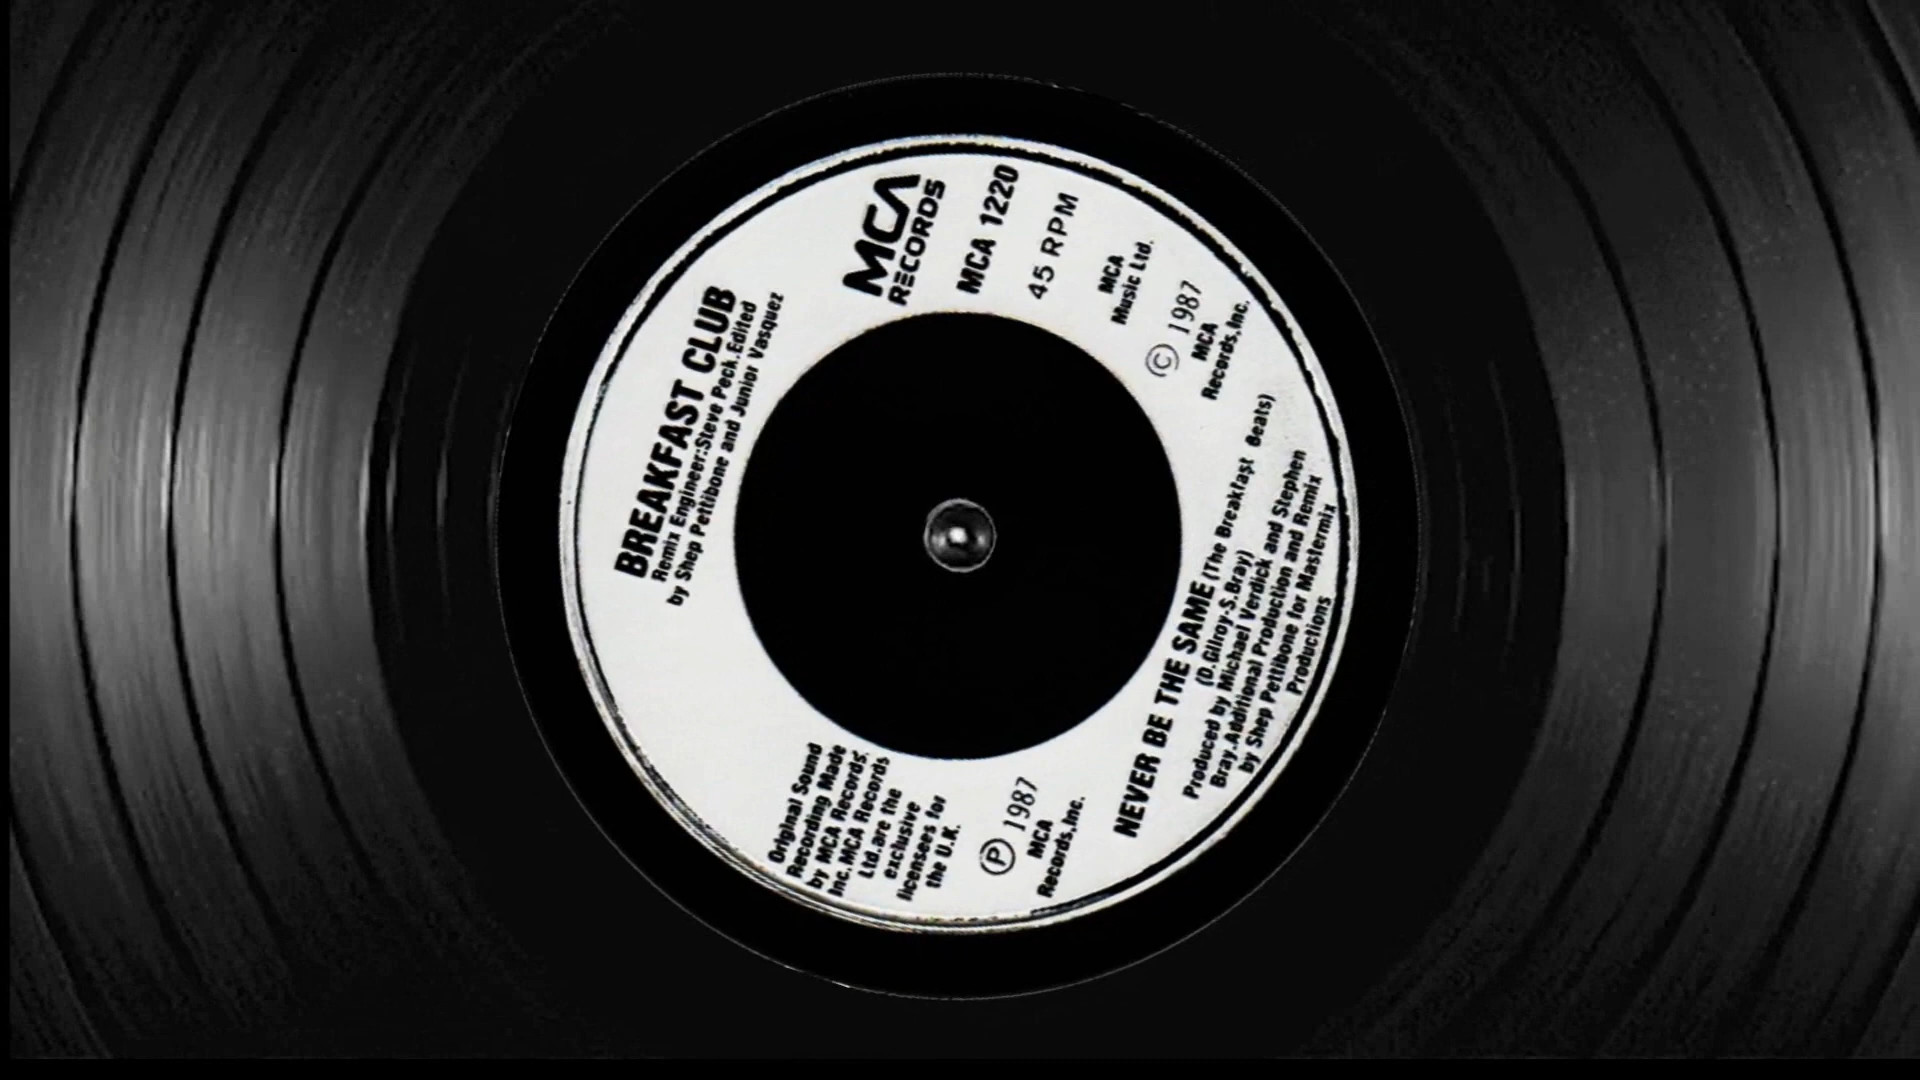 BREAKFAST CLUB
Remix Engineer:Steve Peck.Edited
by Shep Pettibone and Junior Vasquez
MCA
RECORDS
MCA 1220
45 RPM
MCA
Music Ltd.
© 1987
MCA
Records,Inc.
NEVER BE THE SAME (The Breakfast Beats)
(D.Gilroy-S.Bray)
Produced by Michael Verdick and Stephen
Bray.Additional Production and Remix
by Shep Pettibone for Mastermix
Productions
Original Sound
Recording Made
by MCA Records'
Inc.MCA Records
Ltd.are the
exclusive
licensees for
the U.K.
℗ 1987
MCA
Records,Inc.